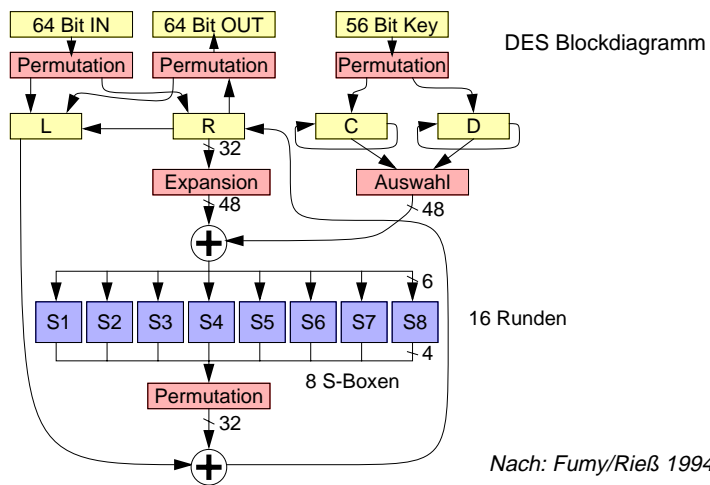 64 Bit IN
64 Bit OUT
56 Bit Key
DES Blockdiagramm
Permutation
Permutation
Permutation
L
R
C
D
32
Expansion
Auswahl
48
48
6
S1
S2
S3
S4
S5
S6
S7
S8
16 Runden
4
8 S-Boxen
Permutation
32
Nach: Fumy/Rieß 1994